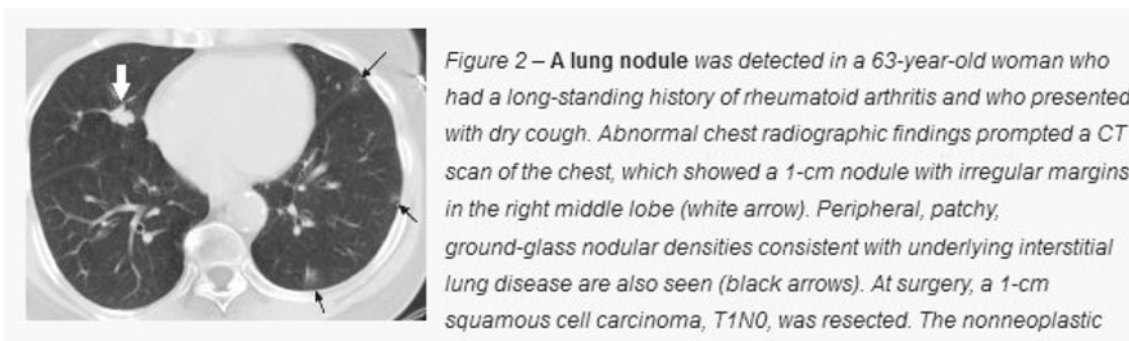 Figure 2 – A lung nodule was detected in a 63-year-old woman who
had a long-standing history of rheumatoid arthritis and who presented
with dry cough. Abnormal chest radiographic findings prompted a CT
scan of the chest, which showed a 1-cm nodule with irregular margins
in the right middle lobe (white arrow). Peripheral, patchy,
ground-glass nodular densities consistent with underlying interstitial
lung disease are also seen (black arrows). At surgery, a 1-cm
squamous cell carcinoma, T1N0, was resected. The nonneoplastic